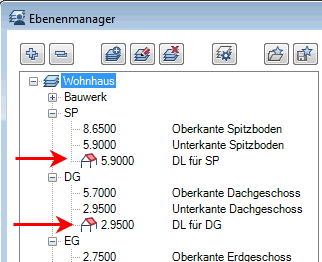 Ebenenmanager
Wohnhaus
Bauwerk
SP
8.6500 Oberkante Spitzboden
5.9000 Unterkante Spitzboden
5.9000 DL für SP
DG
5.7000 Oberkante Dachgeschoss
2.9500 Unterkante Dachgeschoss
2.9500 DL für DG
EG
2.7500 Oberkante Erdgeschoss